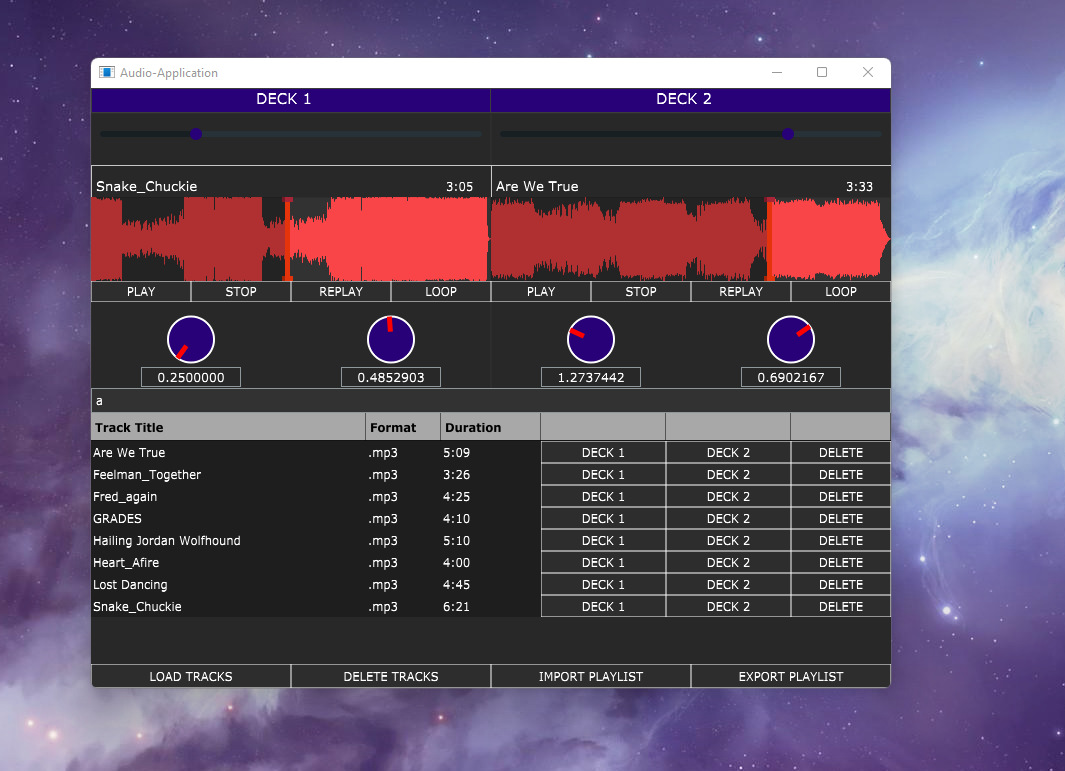 Audio-Application
DECK 1 DECK 2
Snake_Chuckie 3:05 Are We True 3:33
PLAY STOP REPLAY LOOP PLAY STOP REPLAY LOOP
0.2500000 0.4852903 1.2737442 0.6902167
a
Track Title Format Duration
Are We True .mp3 5:09 DECK 1 DECK 2 DELETE
Feelman_Together .mp3 3:26 DECK 1 DECK 2 DELETE
Fred_again .mp3 4:25 DECK 1 DECK 2 DELETE
GRADES .mp3 4:10 DECK 1 DECK 2 DELETE
Hailing Jordan Wolfhound .mp3 5:10 DECK 1 DECK 2 DELETE
Heart_Afire .mp3 4:00 DECK 1 DECK 2 DELETE
Lost Dancing .mp3 4:45 DECK 1 DECK 2 DELETE
Snake_Chuckie .mp3 6:21 DECK 1 DECK 2 DELETE
LOAD TRACKS DELETE TRACKS IMPORT PLAYLIST EXPORT PLAYLIST